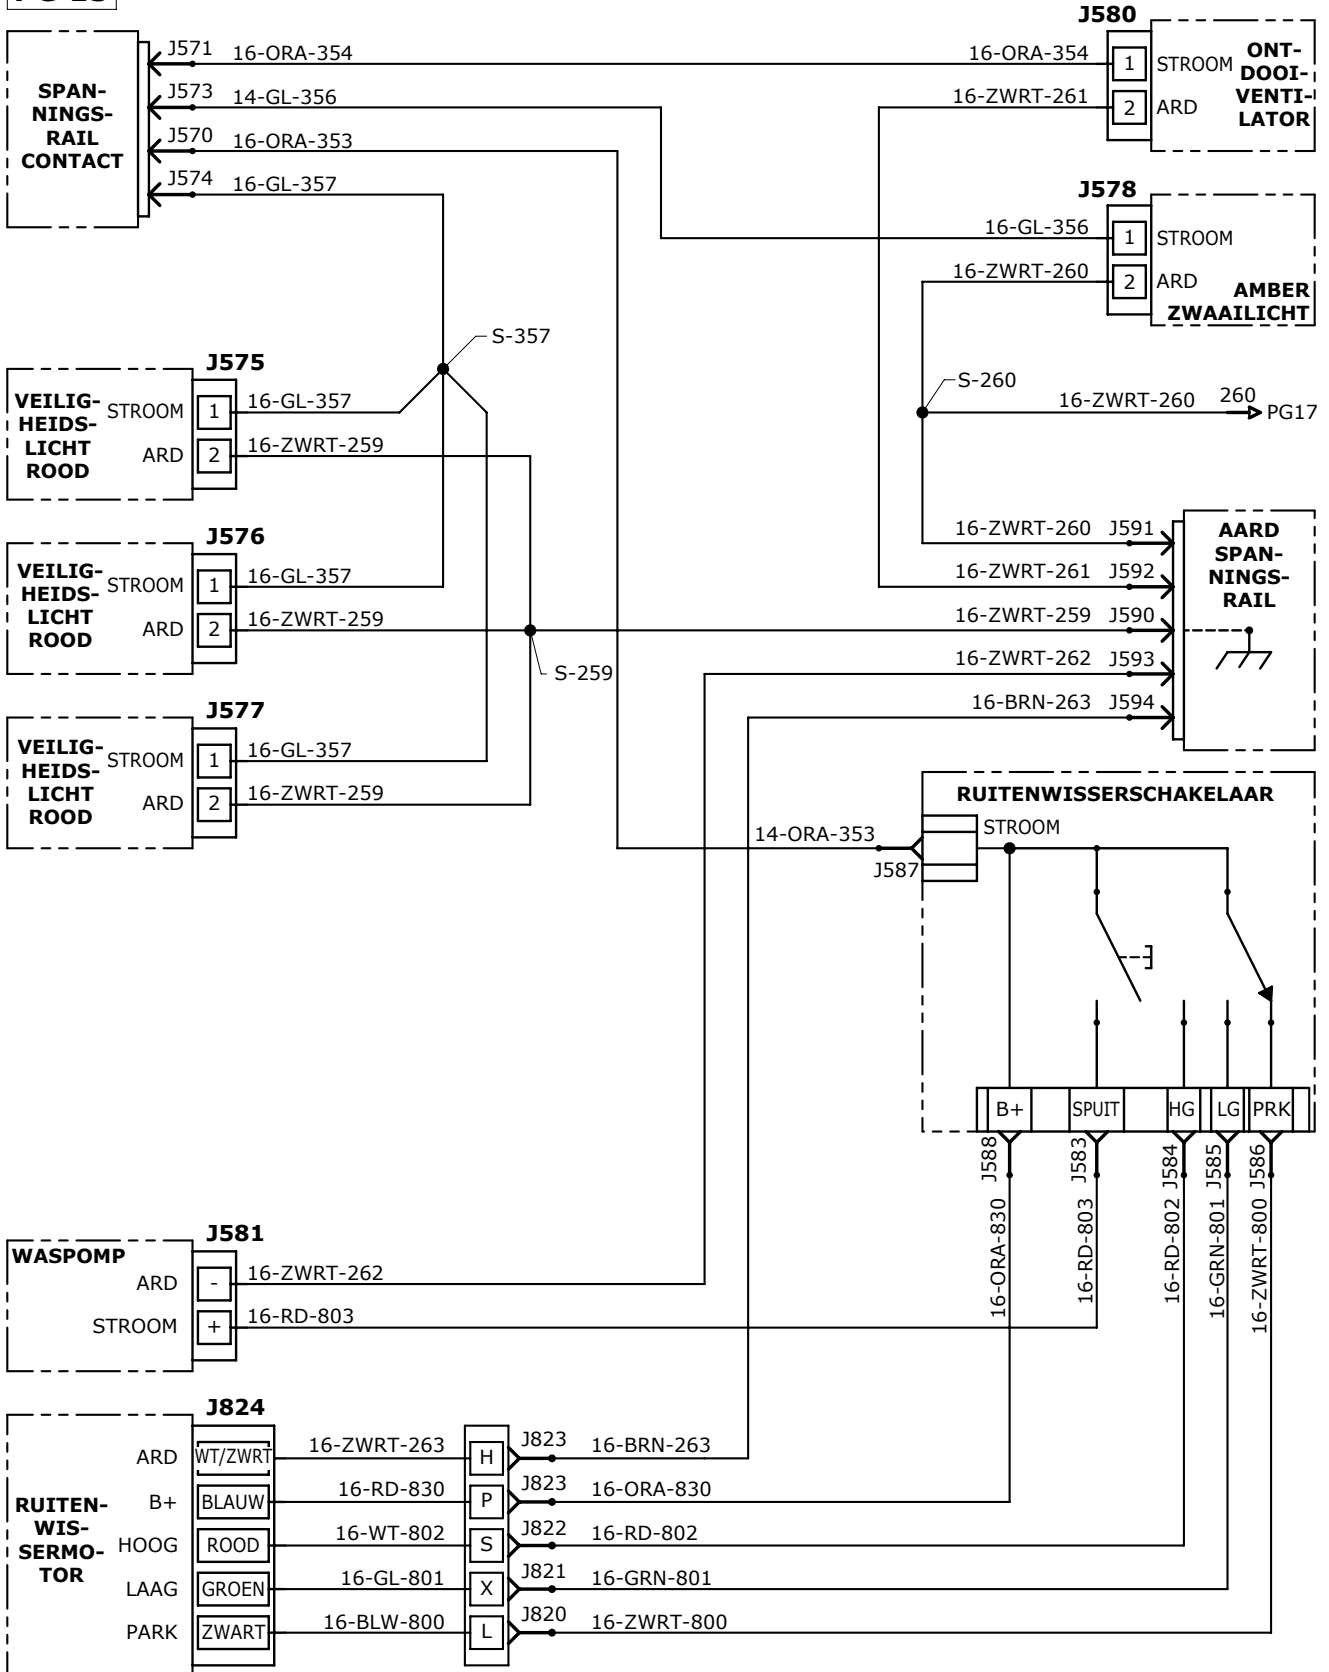 J571
16-ORA-354
J573
14-GL-356
J570
16-ORA-353
J574
16-GL-357
SPAN-
NINGS-
RAIL
CONTACT
J580
16-ORA-354
1
STROOM
16-ZWRT-261
2
ARD
ONT-
DOOI-
VENTI-
LATOR
J578
16-GL-356
1
STROOM
16-ZWRT-260
2
ARD
AMBER
ZWAAILICHT
S-357
S-260
16-ZWRT-260
260
PG17
J575
VEILIG-
HEIDS-
LICHT
ROOD
STROOM
1
16-GL-357
ARD
2
16-ZWRT-259
J576
VEILIG-
HEIDS-
LICHT
ROOD
STROOM
1
16-GL-357
ARD
2
16-ZWRT-259
S-259
J577
VEILIG-
HEIDS-
LICHT
ROOD
STROOM
1
16-GL-357
ARD
2
16-ZWRT-259
16-ZWRT-260
J591
16-ZWRT-261
J592
16-ZWRT-259
J590
16-ZWRT-262
J593
16-BRN-263
J594
AARD
SPAN-
NINGS-
RAIL
RUITENWISSERSCHAKELAAR
14-ORA-353
J587
STROOM
B+
SPUIT
HG
LG
PRK
J588
J583
J584
J585
J586
16-ORA-830
16-RD-803
16-RD-802
16-GRN-801
16-ZWRT-800
J581
WASPOMP
ARD
-
16-ZWRT-262
STROOM
+
16-RD-803
J824
RUITEN-
WIS-
SERMO-
TOR
ARD
WT/ZWRT
16-ZWRT-263
H
J823
16-BRN-263
B+
BLAUW
16-RD-830
P
J823
16-ORA-830
HOOG
ROOD
16-WT-802
S
J822
16-RD-802
LAAG
GROEN
16-GL-801
X
J821
16-GRN-801
PARK
ZWART
16-BLW-800
L
J820
16-ZWRT-800